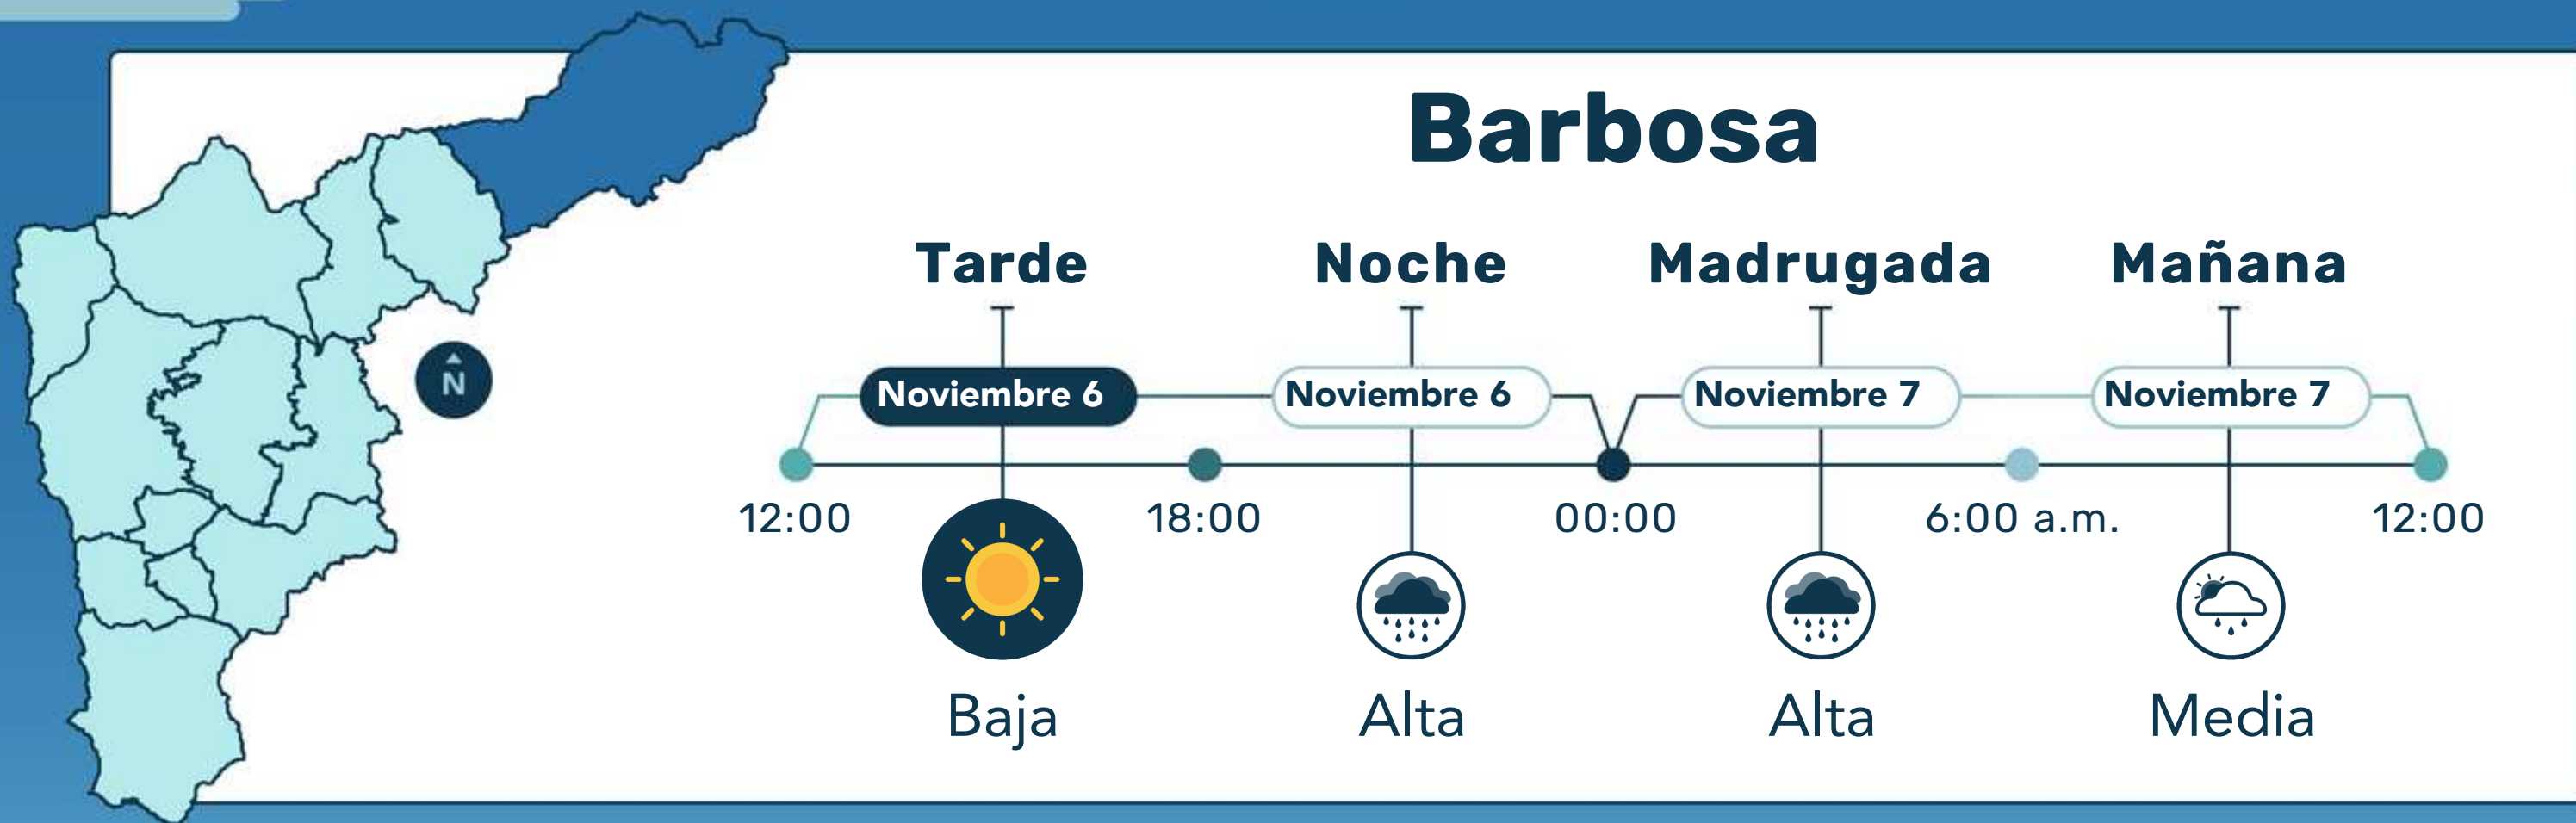 Barbosa
Tarde
Noche
Madrugada
Mañana
Noviembre 6
Noviembre 6
Noviembre 7
Noviembre 7
N
12:00
18:00
00:00
6:00 a.m.
12:00
Baja
Alta
Alta
Media